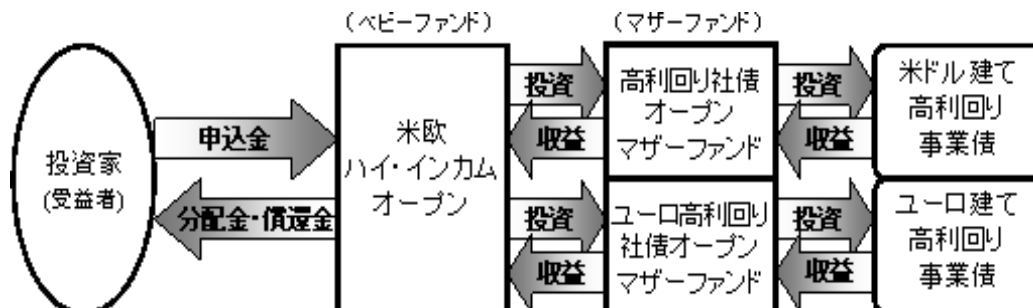 (ベビーファンド)
(マザーファンド)
投資家
(受益者)
申込金
分配金・償還金
米欧
ハイ・インカム
オープン
投資
収益
投資
収益
高利回り社債
オープン
マザーファンド
ユーロ高利回り
社債オープン
マザーファンド
投資
収益
投資
収益
米ドル建て
高利回り
事業債
ユーロ建て
高利回り
事業債